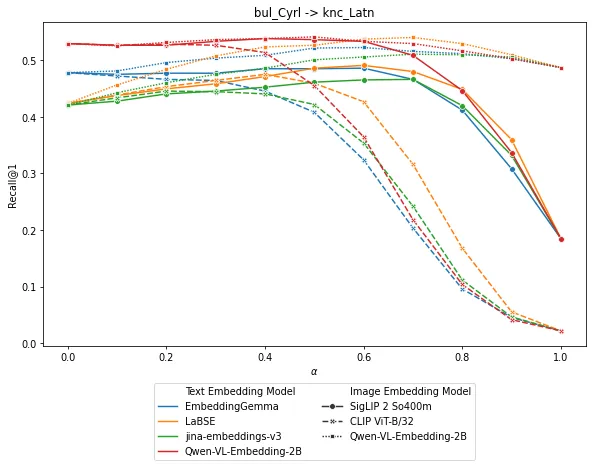 bul_Cyrl -> knc_Latn
Recall@1
0.5
0.4
0.3
0.2
0.1
0.0
0.0 0.2 0.4 0.6 0.8 1.0
α
Text Embedding Model
EmbeddingGemma
LaBSE
jina-embeddings-v3
Qwen-VL-Embedding-2B
Image Embedding Model
SigLIP 2 So400m
CLIP ViT-B/32
Qwen-VL-Embedding-2B